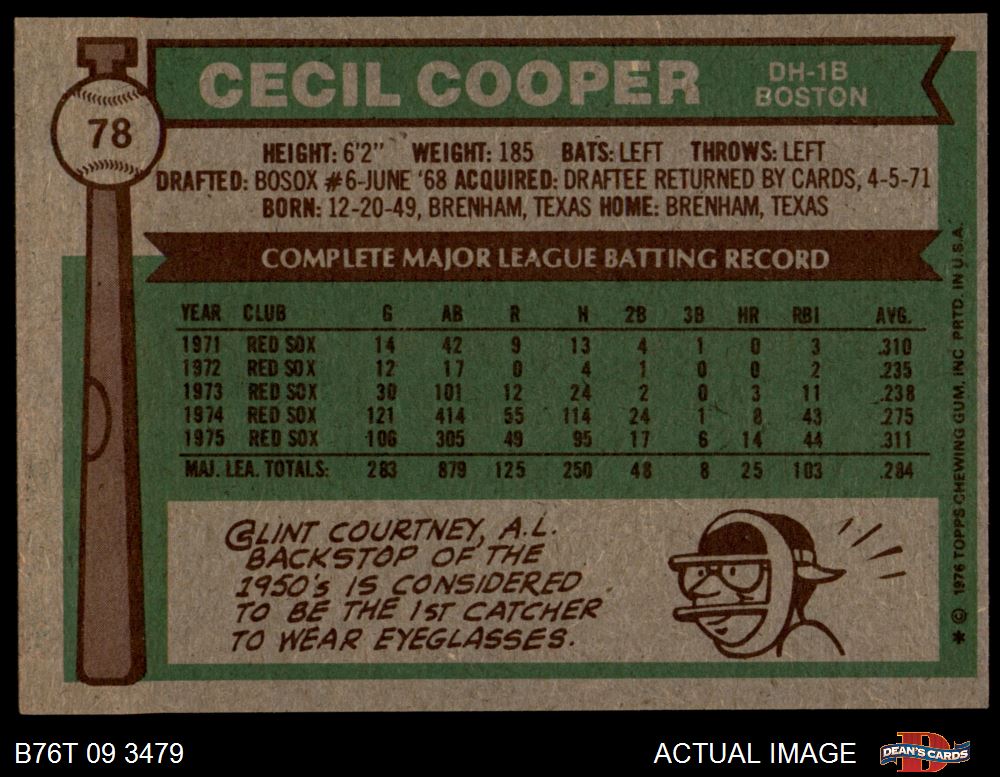 CECIL COOPER
DH-1B
BOSTON
78
HEIGHT: 6'2" WEIGHT: 185 BATS: LEFT THROWS: LEFT
DRAFTED: BOSOX #6-JUNE '68 ACQUIRED: DRAFTEE RETURNED BY CARDS, 4-5-71
BORN: 12-20-49, BRENHAM, TEXAS HOME: BRENHAM, TEXAS
COMPLETE MAJOR LEAGUE BATTING RECORD
YEAR CLUB G AB R H 2B 3B HR RBI AVG.
1971 RED SOX 14 42 9 13 4 1 0 3 .310
1972 RED SOX 12 17 0 4 1 0 0 2 .235
1973 RED SOX 30 101 12 24 2 0 3 11 .238
1974 RED SOX 121 414 55 114 24 1 8 43 .275
1975 RED SOX 106 305 49 95 17 6 14 44 .311
MAJ. LEA. TOTALS: 283 879 125 250 48 8 25 103 .284
CLINT COURTNEY, A.L.
BACKSTOP OF THE
1950's IS CONSIDERED
TO BE THE 1ST CATCHER
TO WEAR EYEGLASSES.
* © 1976 TOPPS CHEWING GUM, INC. PRTD. IN U.S.A.
B76T 09 3479
ACTUAL IMAGE
DEAN'S CARDS